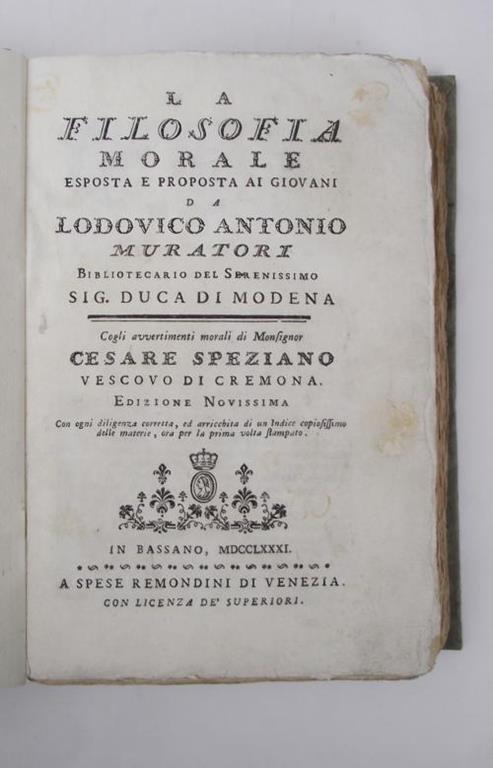 LA
FILOSOFIA
MORALE
ESPOSTA E PROPOSTA AI GIOVANI
DA
LODOVICO ANTONIO
MURATORI
BIBLIOTECARIO DEL SERENISSIMO
SIG. DUCA DI MODENA
Cogli avvertimenti morali di Monſignor
CESARE SPEZIANO
VESCOVO DI CREMONA.
EDIZIONE NOVISSIMA
Con ogni diligenza corretta, ed arricchita di un Indice copioſiſſimo
delle materie, ora per la prima volta ſtampato.
IN BASSANO, MDCCLXXXI.
A SPESE REMONDINI DI VENEZIA.
CON LICENZA DE' SUPERIORI.